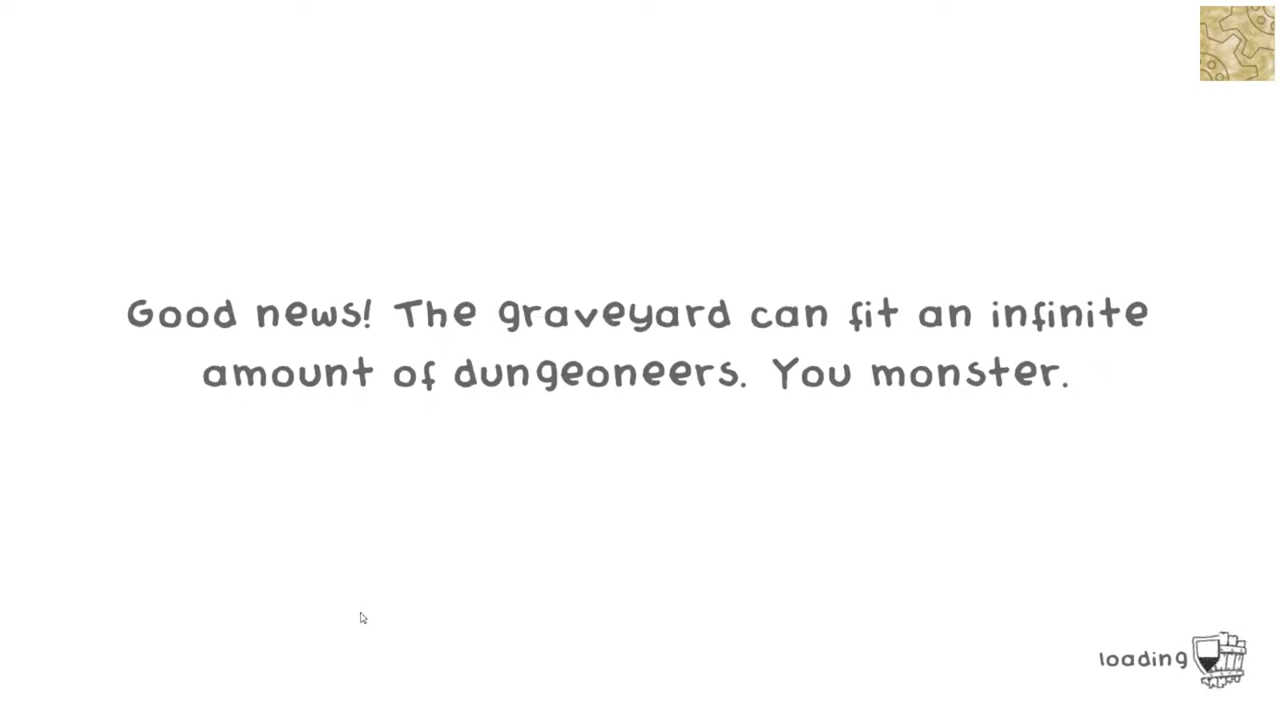 Good news! The graveyard can fit an infinite
amount of dungeoneers. You monster.
loading